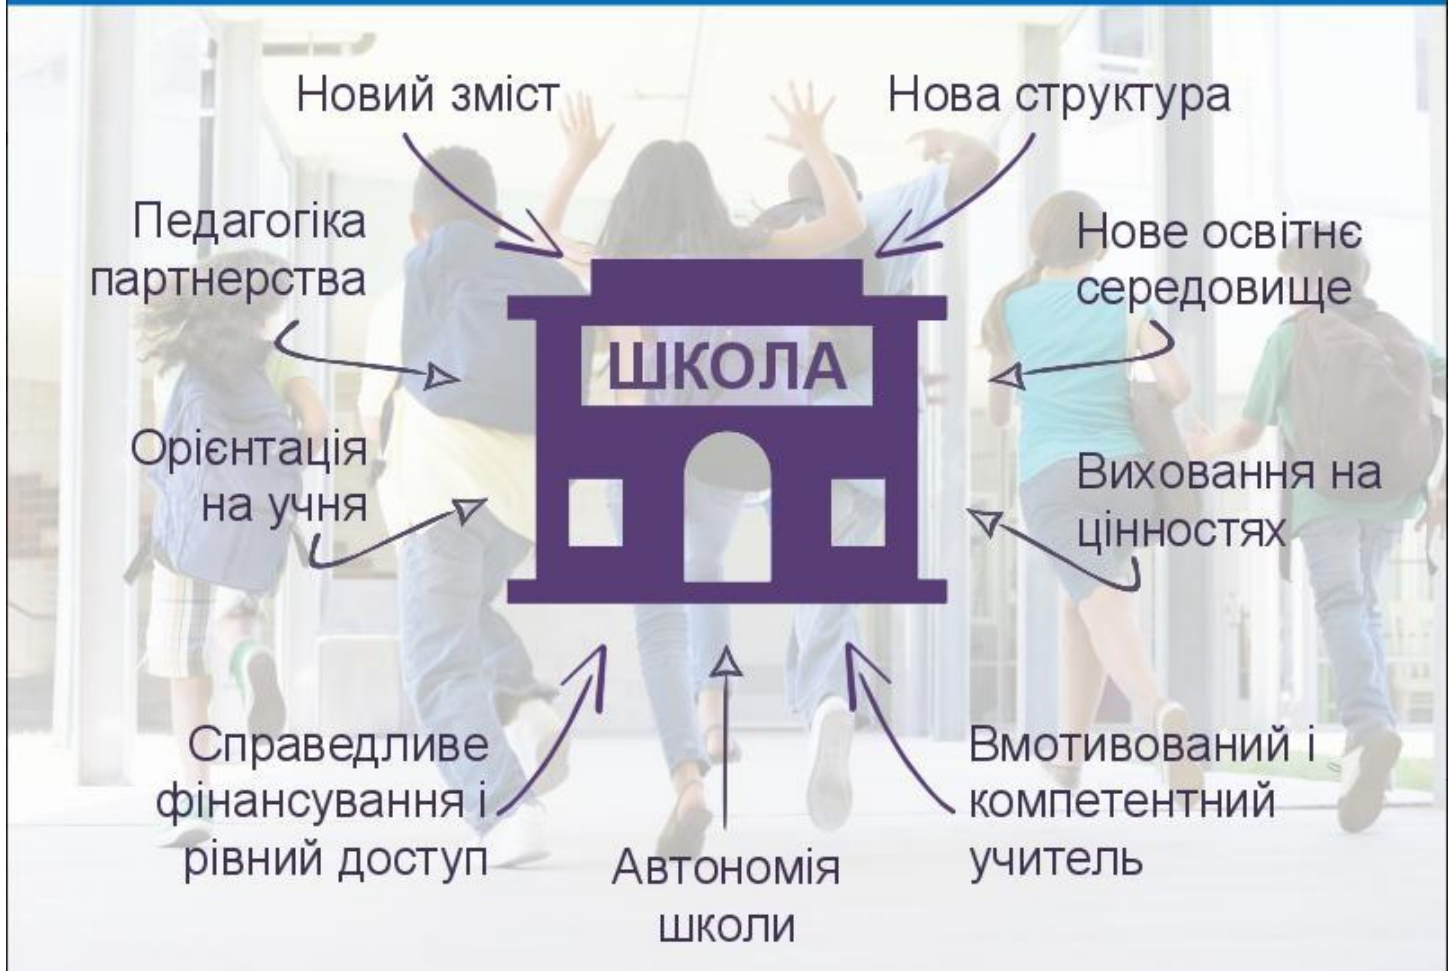 Новий зміст
Нова структура
Педагогіка
партнерства
Нове освітнє
середовище
ШКОЛА
Орієнтація
на учня
Виховання на
цінностях
Справедливе
фінансування і
рівний доступ
Автономія
школи
Вмотивований і
компетентний
учитель